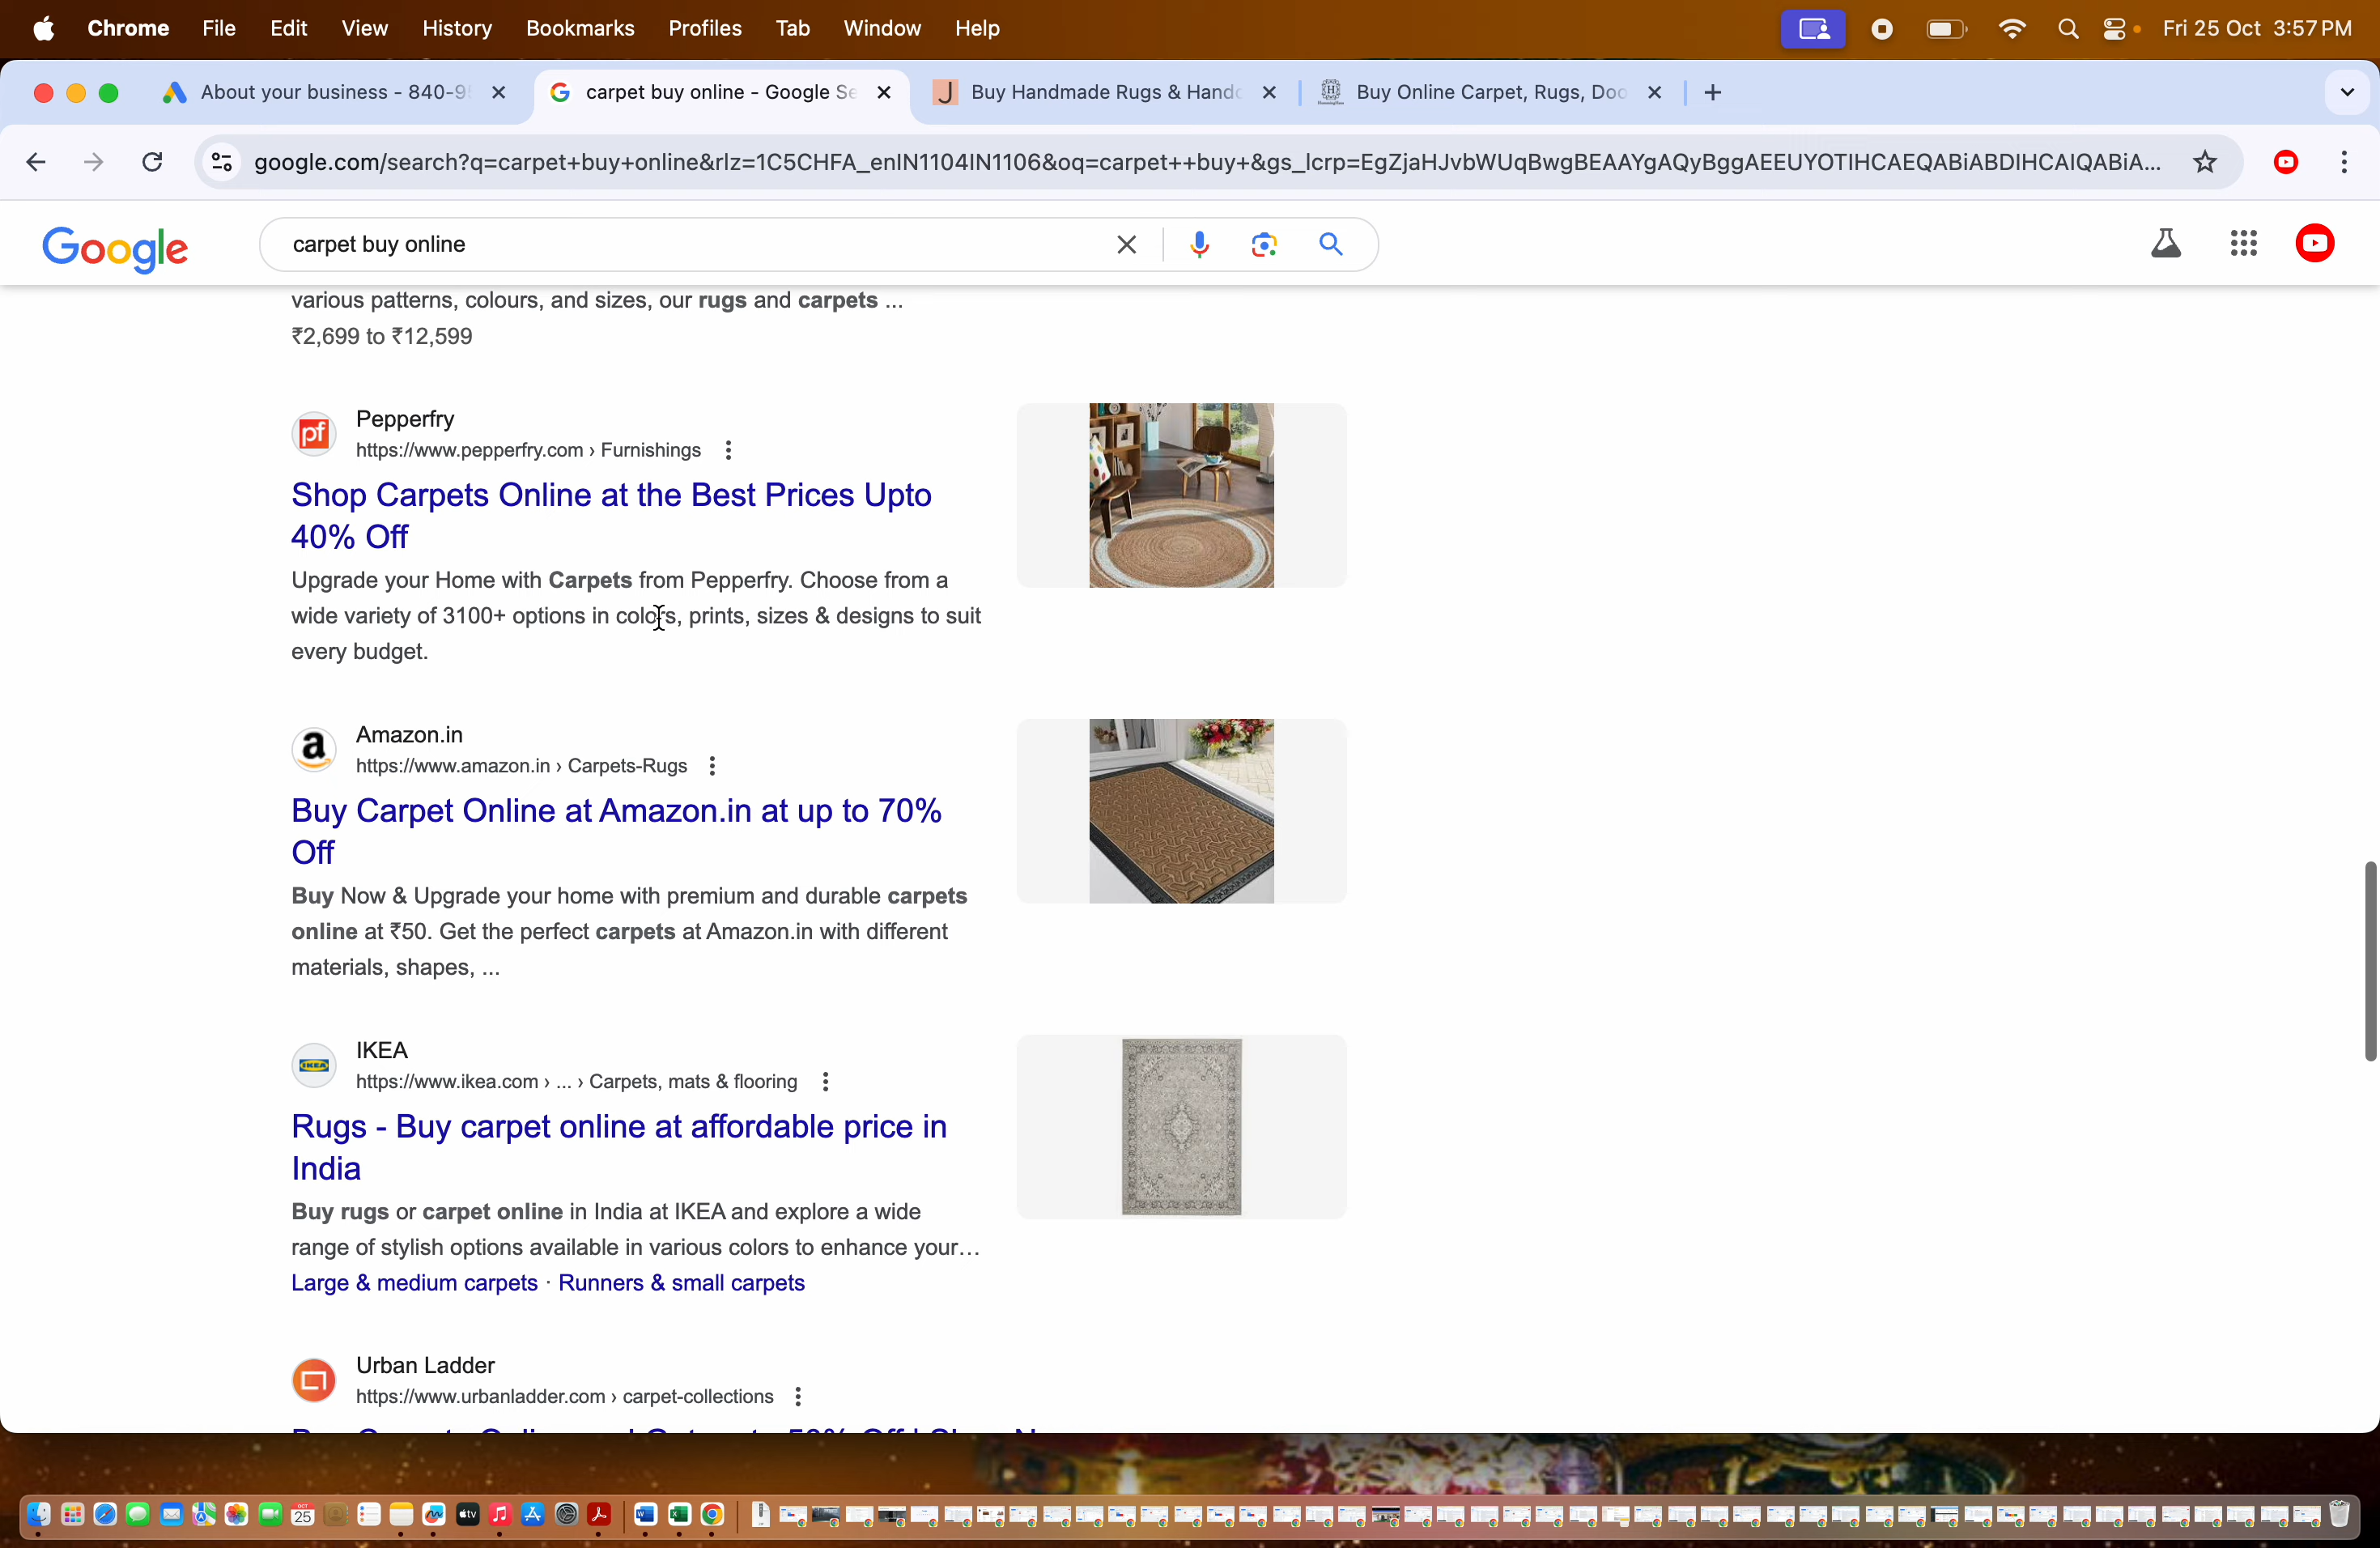 Chrome File Edit View History Bookmarks Profiles Tab Window Help Fri 25 Oct 3:57 PM
About your business - 840-9 carpet buy online - Google Se Buy Handmade Rugs & Hand Buy Online Carpet, Rugs, Doo
google.com/search?q=carpet+buy+online&rlz=1C5CHFA_enIN1104IN1106&oq=carpet++buy+&gs_lcrp=EgZjaHJvbWUqBwgBEAAYgAQyBggAEEUYOTIHCAEQABiABDIHCAIQABiA...
Google carpet buy online
various patterns, colours, and sizes, our rugs and carpets ...
₹2,699 to ₹12,599
pf Pepperfry
https://www.pepperfry.com › Furnishings
Shop Carpets Online at the Best Prices Upto
40% Off
Upgrade your Home with Carpets from Pepperfry. Choose from a
wide variety of 3100+ options in colors, prints, sizes & designs to suit
every budget.
a Amazon.in
https://www.amazon.in › Carpets-Rugs
Buy Carpet Online at Amazon.in at up to 70%
Off
Buy Now & Upgrade your home with premium and durable carpets
online at ₹50. Get the perfect carpets at Amazon.in with different
materials, shapes, ...
IKEA IKEA
https://www.ikea.com › ... › Carpets, mats & flooring
Rugs - Buy carpet online at affordable price in
India
Buy rugs or carpet online in India at IKEA and explore a wide
range of stylish options available in various colors to enhance your...
Large & medium carpets · Runners & small carpets
Urban Ladder
https://www.urbanladder.com › carpet-collections
OCT
25
tv
W
X